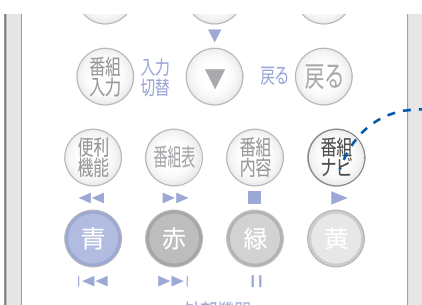 番組
入力
入力
切替
▼
戻る
戻る
便利
機能
番組表
番組
内容
番組
ナビ
青
赤
緑
黄